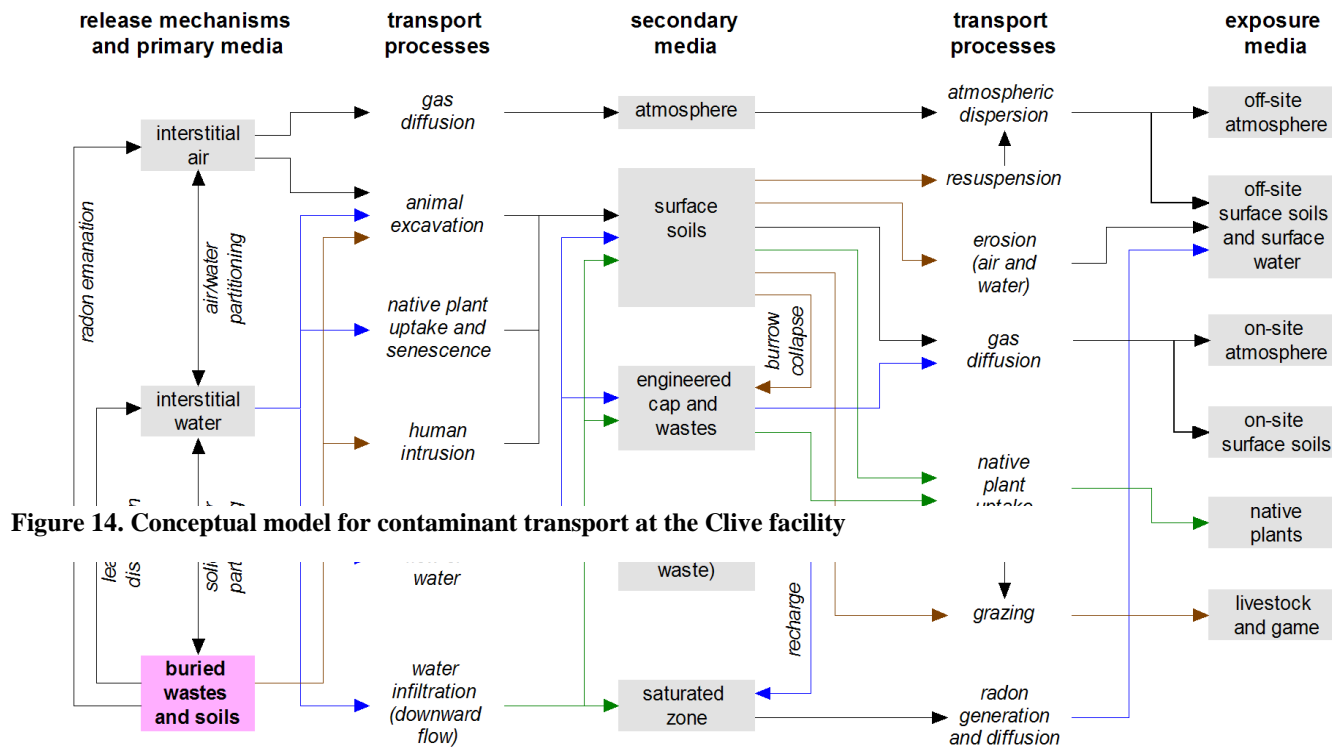 release mechanisms
and primary media
transport
processes
secondary
media
transport
processes
exposure
media
interstitial
air
radon emanation
air/water
partitioning
interstitial
water
buried
wastes
and soils
gas
diffusion
animal
excavation
native plant
uptake and
senescence
human
intrusion
water
water
infiltration
(downward
flow)
atmosphere
surface
soils
burrow
collapse
engineered
cap and
wastes
waste)
recharge
saturated
zone
atmospheric
dispersion
resuspension
erosion
(air and
water)
gas
diffusion
native
plant
uptake
grazing
radon
generation
and diffusion
off-site
atmosphere
off-site
surface soils
and surface
water
on-site
atmosphere
on-site
surface soils
native
plants
livestock
and game
Figure 14. Conceptual model for contaminant transport at the Clive facility